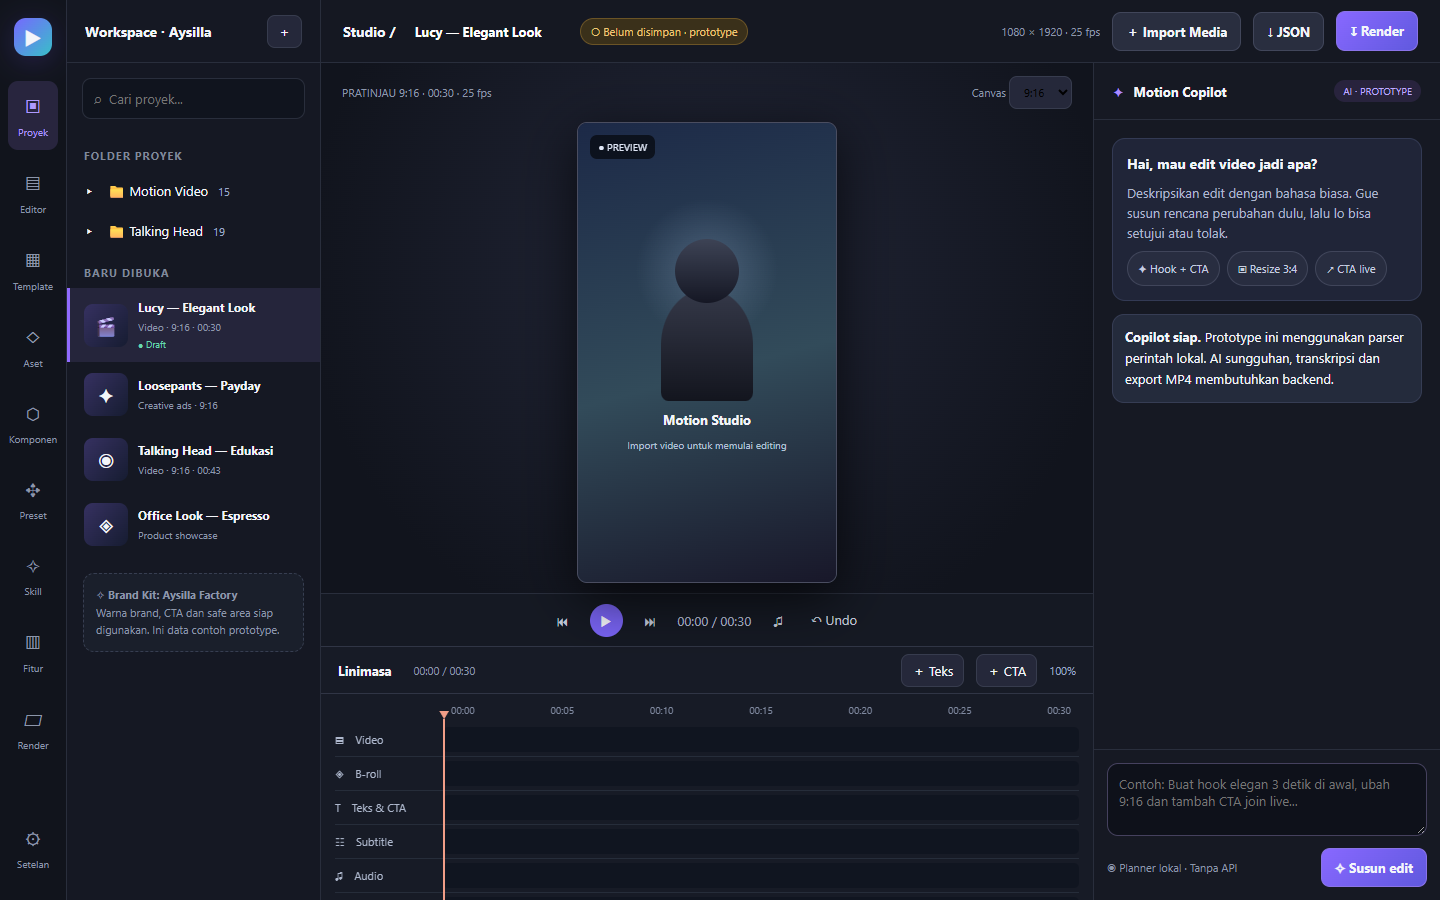 Workspace · Aysilla
+
Studio /
Lucy — Elegant Look
Belum disimpan · prototype
1080 × 1920 · 25 fps
+ Import Media
↓ JSON
↧ Render
Proyek
Editor
Template
Aset
Komponen
Preset
Skill
Fitur
Render
Setelan
Cari proyek...
FOLDER PROYEK
Motion Video 15
Talking Head 19
BARU DIBUKA
Lucy — Elegant Look
Video · 9:16 · 00:30
● Draft
Loosepants — Payday
Creative ads · 9:16
Talking Head — Edukasi
Video · 9:16 · 00:43
Office Look — Espresso
Product showcase
✧ Brand Kit: Aysilla Factory
Warna brand, CTA dan safe area siap
digunakan. Ini data contoh prototype.
PRATINJAU 9:16 · 00:30 · 25 fps
Canvas 9:16
● PREVIEW
Motion Studio
Import video untuk memulai editing
00:00 / 00:30
Undo
Linimasa
00:00 / 00:30
+ Teks
+ CTA
100%
00:00
00:05
00:10
00:15
00:20
00:25
00:30
Video
B-roll
T Teks & CTA
Subtitle
Audio
Motion Copilot
AI · PROTOTYPE
Hai, mau edit video jadi apa?
Deskripsikan edit dengan bahasa biasa. Gue
susun rencana perubahan dulu, lalu lo bisa
setujui atau tolak.
✦ Hook + CTA
▣ Resize 3:4
↗ CTA live
Copilot siap. Prototype ini menggunakan parser
perintah lokal. AI sungguhan, transkripsi dan
export MP4 membutuhkan backend.
Contoh: Buat hook elegan 3 detik di awal, ubah
9:16 dan tambah CTA join live...
◉ Planner lokal · Tanpa API
✧ Susun edit